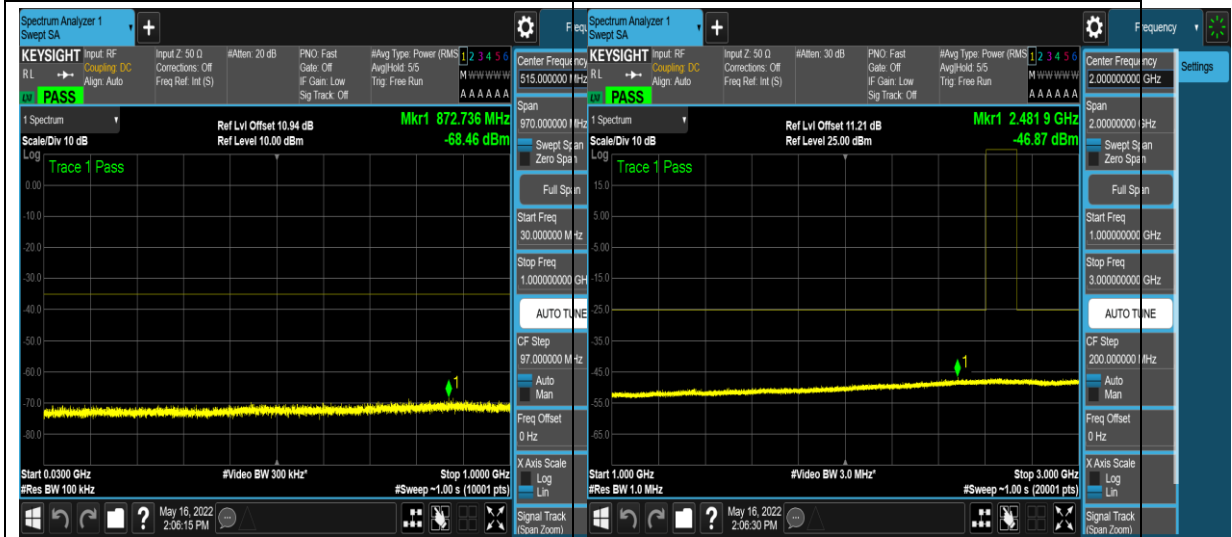 Spectrum Analyzer 1
Swept SA
+
KEYSIGHT
RL
PASS
Input: RF
Coupling: DC
Align: Auto
Input Z: 50 Ω
Corrections: Off
Freq Ref: Int (S)
#Atten: 20 dB
PNO: Fast
Gate: Off
IF Gain: Low
Sig Track: Off
#Avg Type: Power (RMS
Avg|Hold: 5/5
Trig: Free Run
1 2 3 4 5 6
M W W W W W
A A A A A A
1 Spectrum
Scale/Div 10 dB
Log
Ref Lvl Offset 10.94 dB
Ref Level 10.00 dBm
Mkr1 872.736 MHz
-68.46 dBm
Trace 1 Pass
0.00
-10.0
-20.0
-30.0
-40.0
-50.0
-60.0
-70.0
-80.0
1
Start 0.0300 GHz
#Res BW 100 kHz
#Video BW 300 kHz*
Stop 1.0000 GHz
#Sweep ~1.00 s (10001 pts)
?
May 16, 2022
2:06:15 PM
Frequ
Center Frequency
515.000000 MHz
Span
970.000000 MHz
Swept Span
Zero Span
Full Span
Start Freq
30.000000 MHz
Stop Freq
1.000000000 GH
AUTO TUNE
CF Step
97.000000 MHz
Auto
Man
Freq Offset
0 Hz
X Axis Scale
Log
Lin
Signal Track
(Span Zoom)
Spectrum Analyzer 1
Swept SA
+
KEYSIGHT
RL
PASS
Input: RF
Coupling: DC
Align: Auto
Input Z: 50 Ω
Corrections: Off
Freq Ref: Int (S)
#Atten: 30 dB
PNO: Fast
Gate: Off
IF Gain: Low
Sig Track: Off
#Avg Type: Power (RMS
Avg|Hold: 5/5
Trig: Free Run
1 2 3 4 5 6
M W W W W W
A A A A A A
1 Spectrum
Scale/Div 10 dB
Log
Ref Lvl Offset 11.21 dB
Ref Level 25.00 dBm
Mkr1 2.481 9 GHz
-46.87 dBm
Trace 1 Pass
15.0
5.00
-5.00
-15.0
-25.0
-35.0
-45.0
-55.0
-65.0
1
Start 1.000 GHz
#Res BW 1.0 MHz
#Video BW 3.0 MHz*
Stop 3.000 GHz
#Sweep ~1.00 s (20001 pts)
?
May 16, 2022
2:06:30 PM
Frequency
Center Frequency
2.000000000 GHz
Settings
Span
2.00000000 GHz
Swept Span
Zero Span
Full Span
Start Freq
1.000000000 GHz
Stop Freq
3.000000000 GHz
AUTO TUNE
CF Step
200.000000 MHz
Auto
Man
Freq Offset
0 Hz
X Axis Scale
Log
Lin
Signal Track
(Span Zoom)